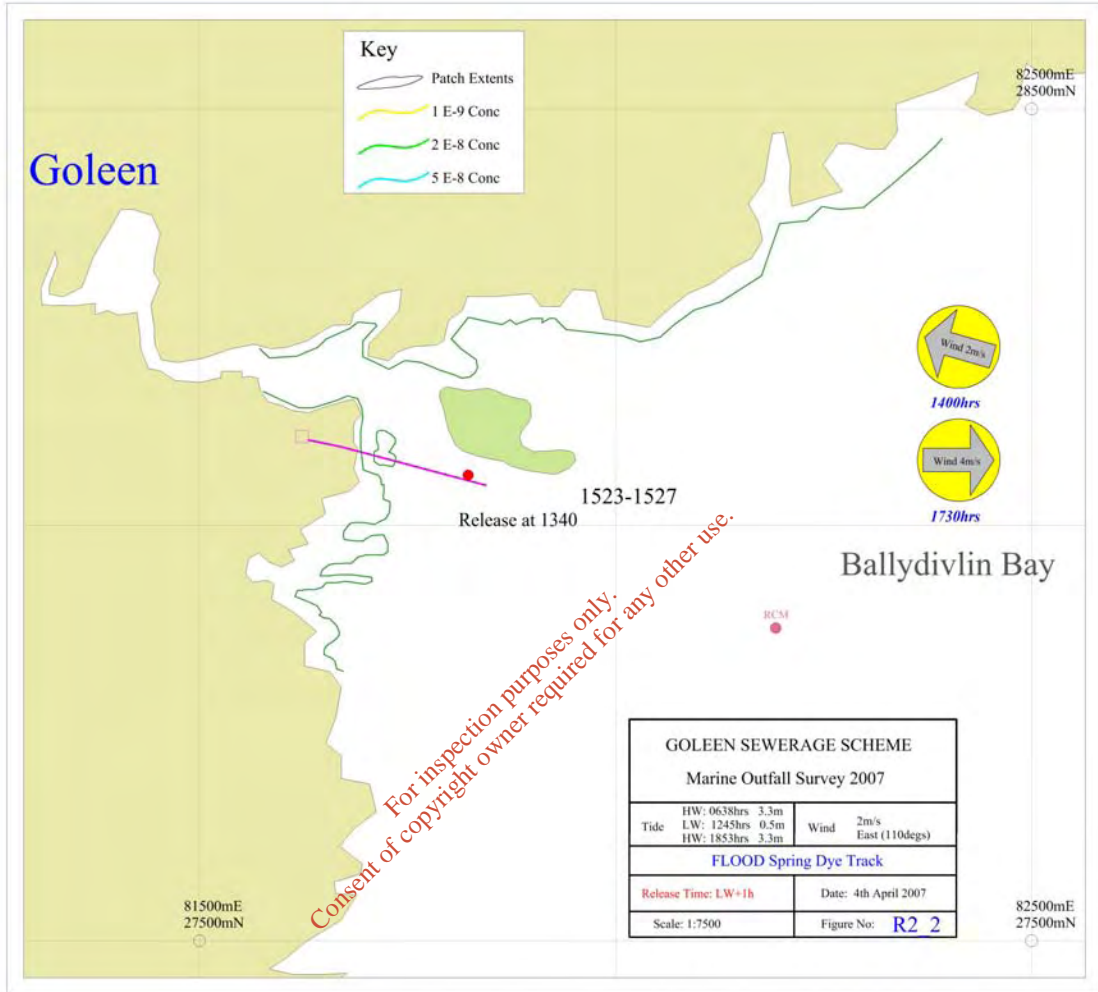 Key
Patch Extents
1 E-9 Conc
2 E-8 Conc
5 E-8 Conc
82500mE
28500mN
Goleen
Wind 2m/s
1400hrs
Wind 4m/s
1730hrs
1523-1527
Release at 1340
Ballydivlin Bay
RCM
For inspection purposes only.
Consent of copyright owner required for any other use.
GOLEEN SEWERAGE SCHEME
Marine Outfall Survey 2007
Tide
HW: 0638hrs 3.3m
LW: 1245hrs 0.5m
HW: 1853hrs 3.3m
Wind
2m/s
East (110degs)
FLOOD Spring Dye Track
Release Time: LW+1h
Date: 4th April 2007
Scale: 1:7500
Figure No: R2_2
81500mE
27500mN
82500mE
27500mN